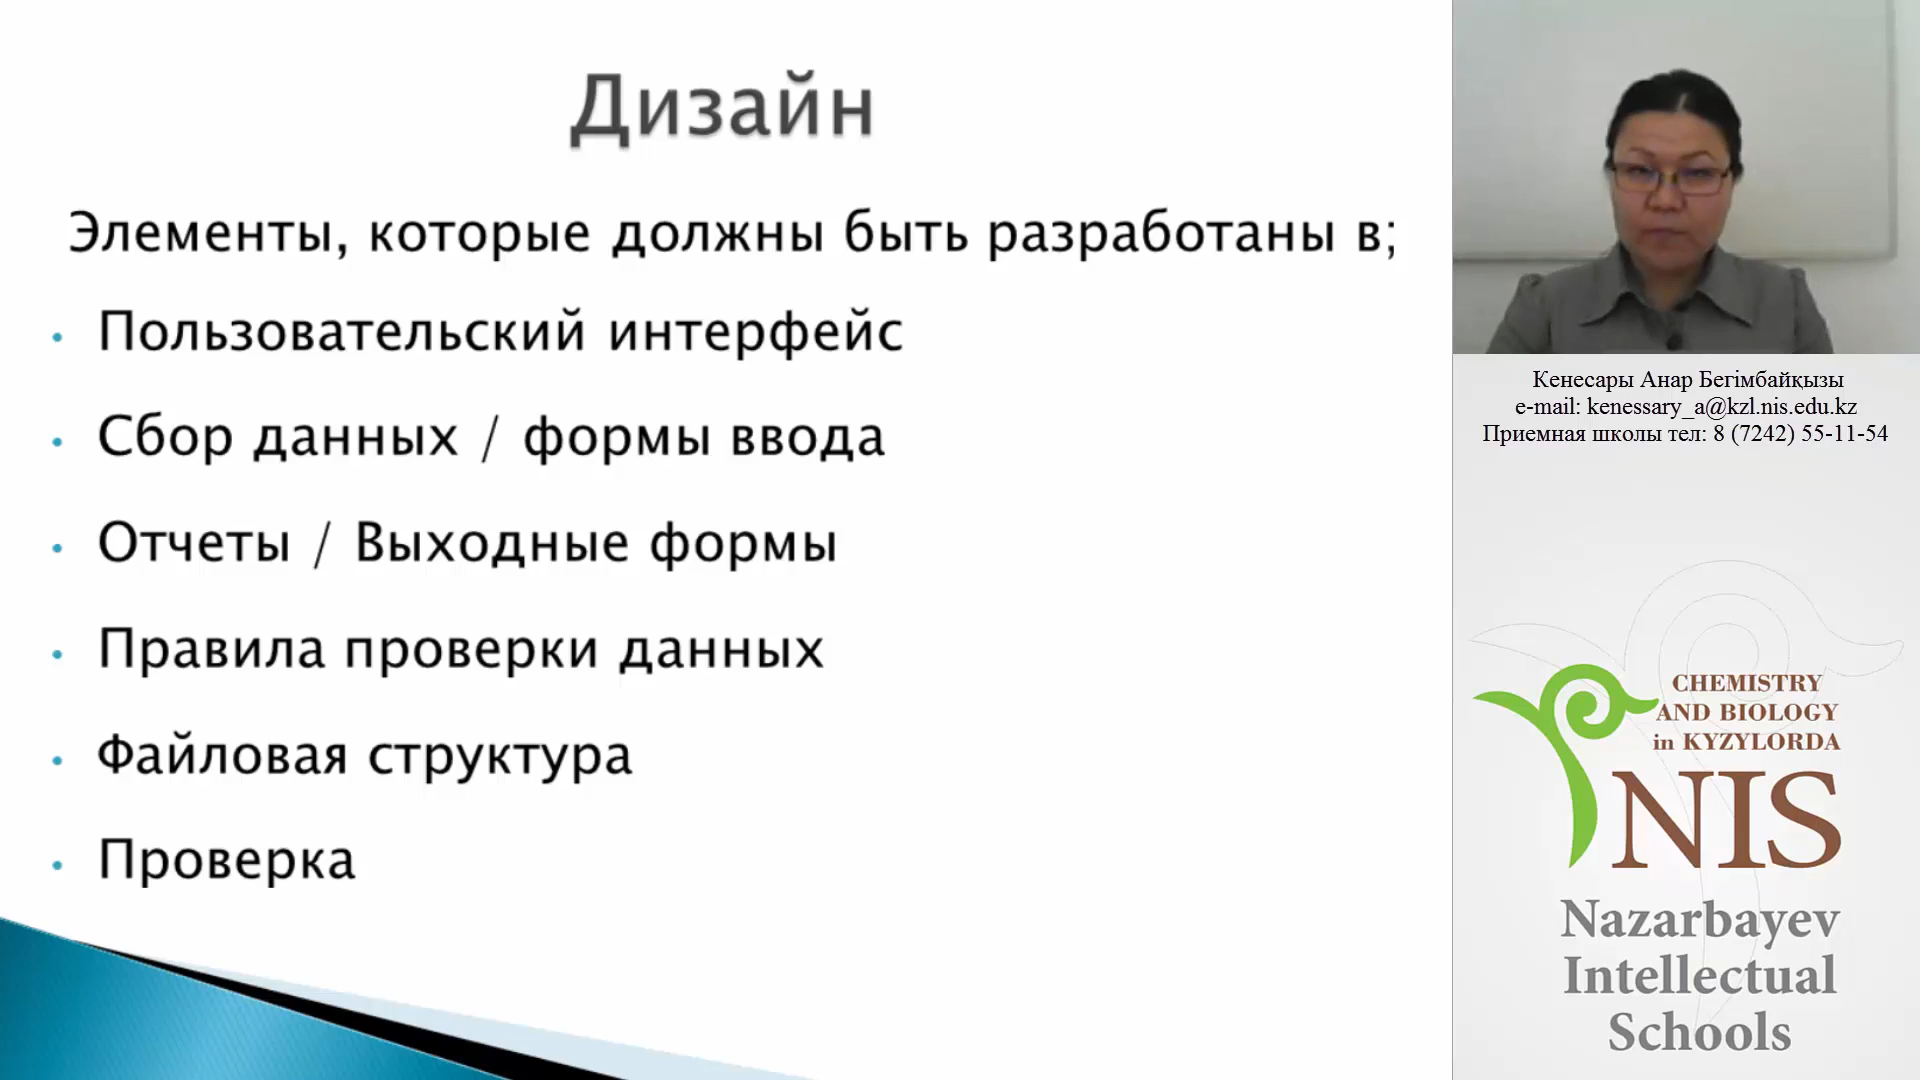 Дизайн
Элементы, которые должны быть разработаны в;
• Пользовательский интерфейс
• Сбор данных / формы ввода
• Отчеты / Выходные формы
• Правила проверки данных
• Файловая структура
• Проверка
Кенесары Анар Бегімбайқызы
e-mail: kenessary_a@kzl.nis.edu.kz
Приемная школы тел: 8 (7242) 55-11-54
CHEMISTRY
AND BIOLOGY
in KYZYLORDA
NIS
Nazarbayev
Intellectual
Schools